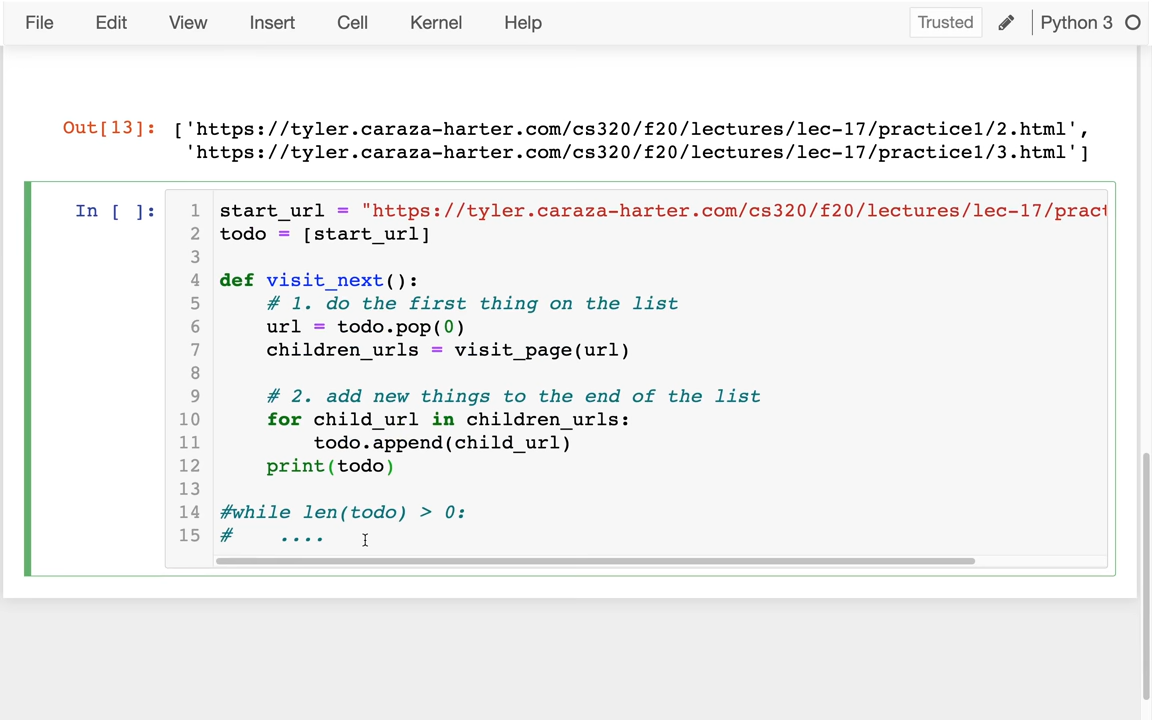 File Edit View Insert Cell Kernel Help Trusted Python 3
Out[13]: ['https://tyler.caraza-harter.com/cs320/f20/lectures/lec-17/practice1/2.html',
'https://tyler.caraza-harter.com/cs320/f20/lectures/lec-17/practice1/3.html']
In [ ]: 1 start_url = "https://tyler.caraza-harter.com/cs320/f20/lectures/lec-17/pract
2 todo = [start_url]
3
4 def visit_next():
5 # 1. do the first thing on the list
6 url = todo.pop(0)
7 children_urls = visit_page(url)
8
9 # 2. add new things to the end of the list
10 for child_url in children_urls:
11 todo.append(child_url)
12 print(todo)
13
14 #while len(todo) > 0:
15 # ....